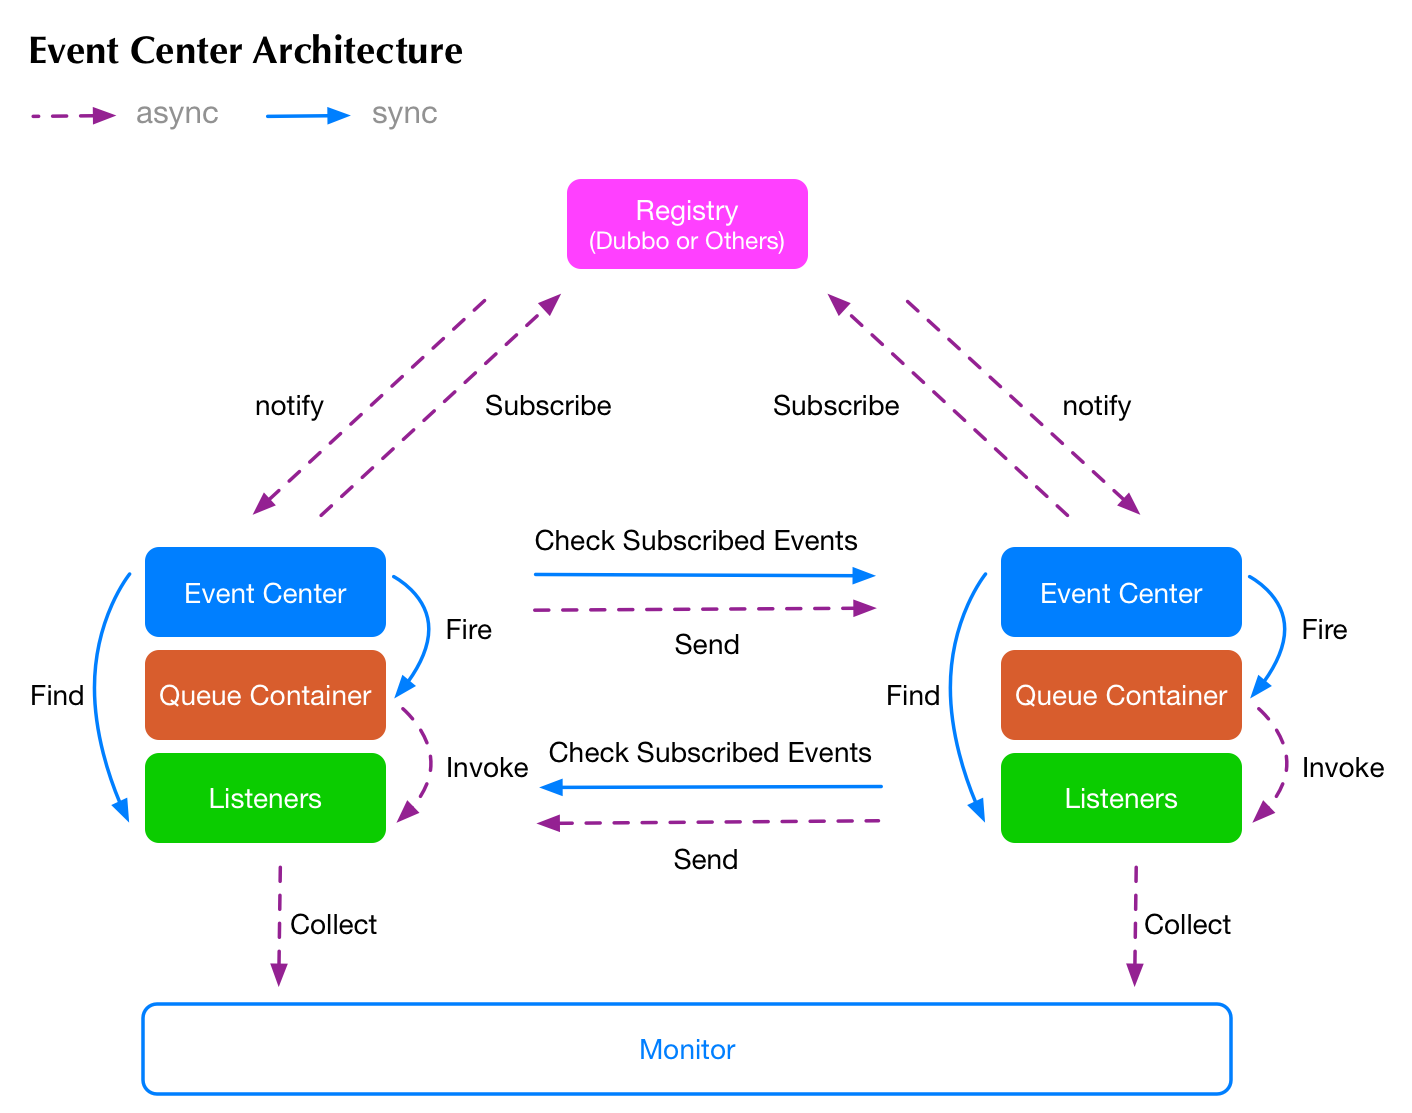 Event Center Architecture
async
sync
Registry
(Dubbo or Others)
notify
Subscribe
Subscribe
notify
Check Subscribed Events
Send
Event Center
Fire
Find
Queue Container
Invoke
Listeners
Event Center
Fire
Find
Queue Container
Invoke
Listeners
Check Subscribed Events
Send
Collect
Collect
Monitor